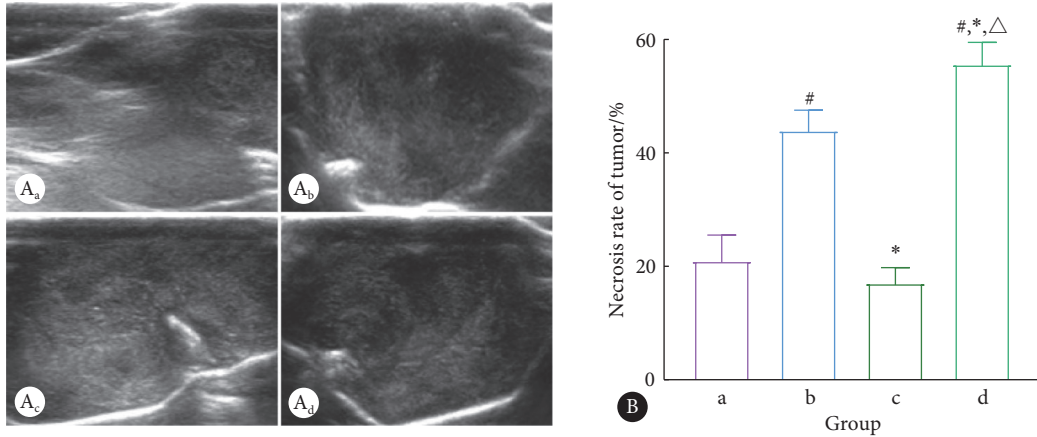 Aa
Ab
Ac
Ad
Necrosis rate of tumor/%
60
40
20
0
#
*
#,*,△
a b c d
Group
B